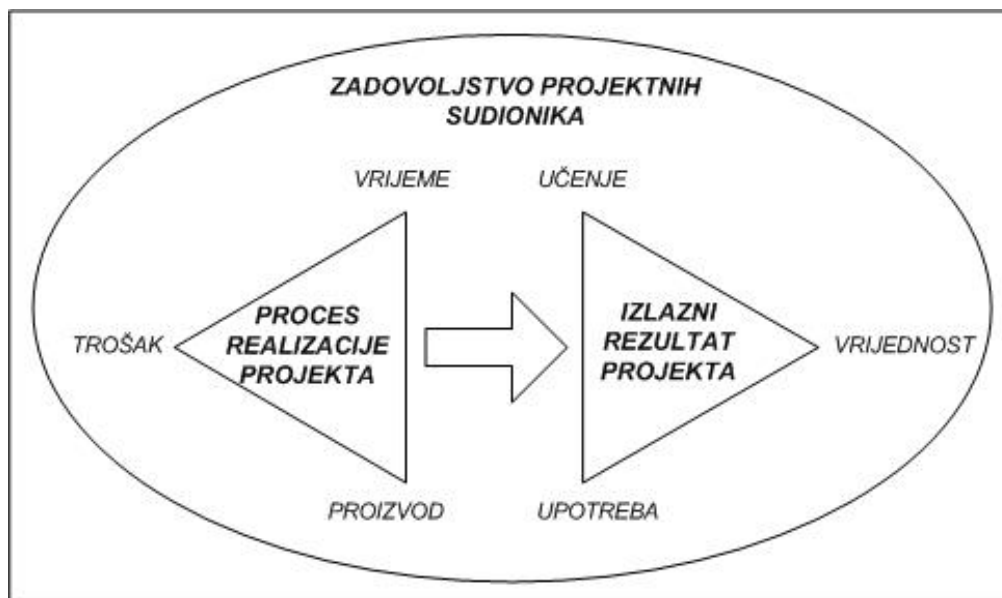 ZADOVOLJSTVO PROJEKTNIH
SUDIONIKA
VRIJEME
UČENJE
TROŠAK
PROCES
REALIZACIJE
PROJEKTA
IZLAZNI
REZULTAT
PROJEKTA
VRIJEDNOST
PROIZVOD
UPOTREBA